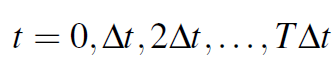 t = 0, Δt, 2Δt, ..., TΔt